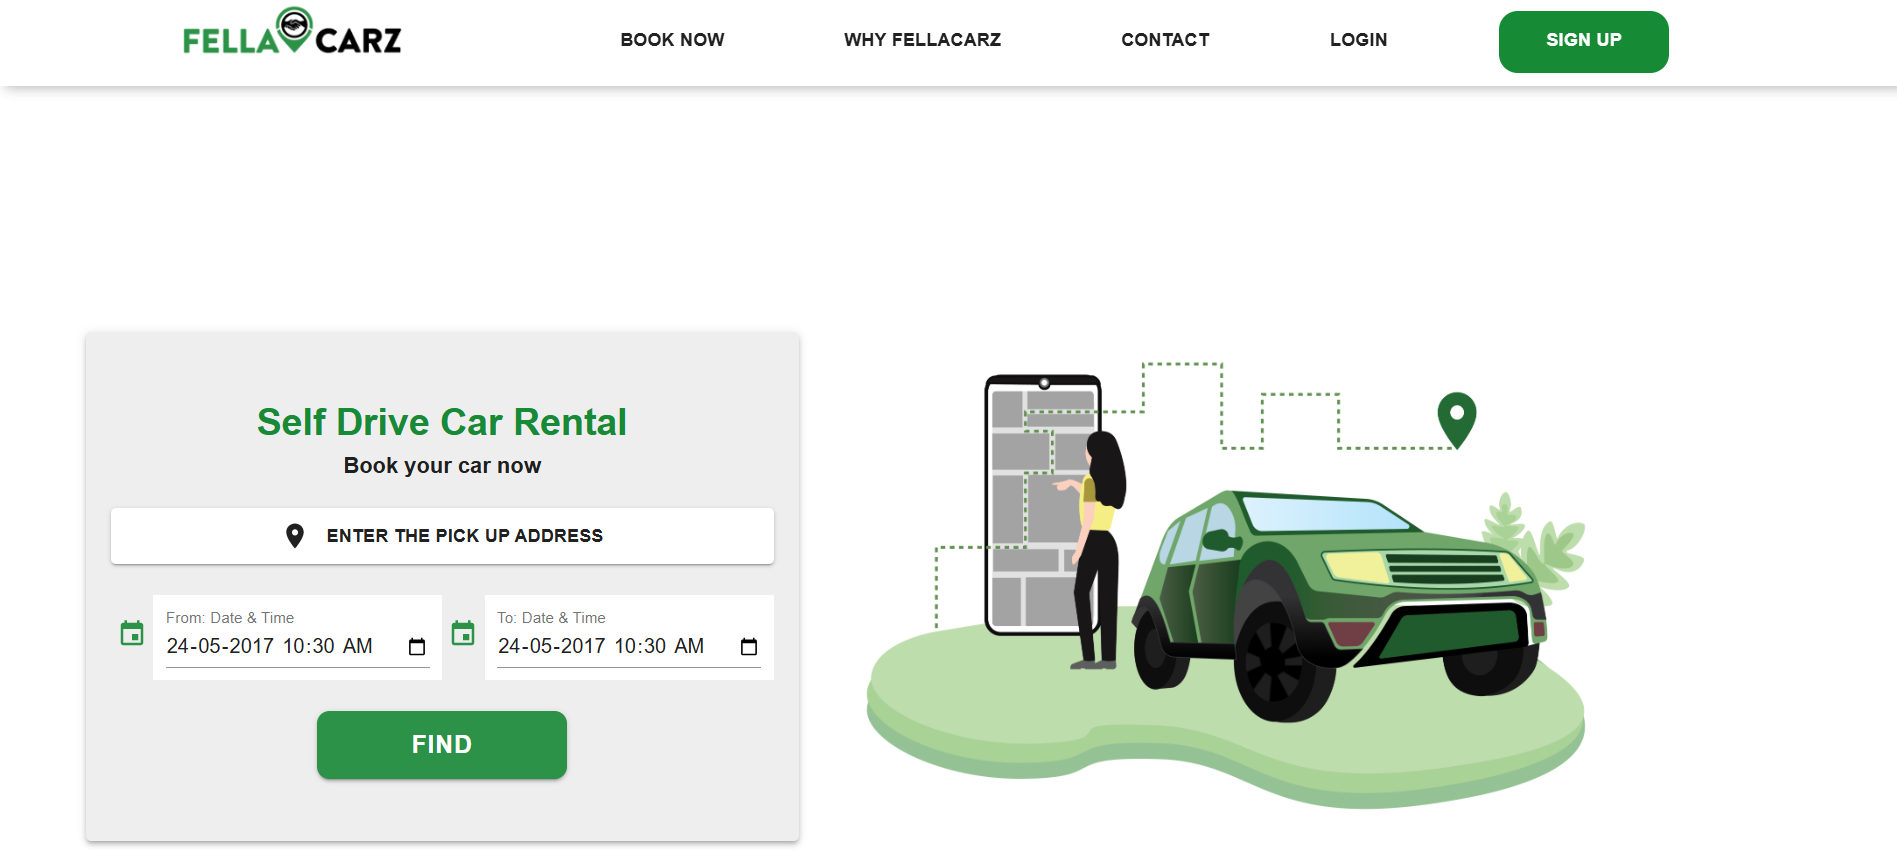 FELLA CARZ
BOOK NOW
WHY FELLACARZ
CONTACT
LOGIN
SIGN UP
Self Drive Car Rental
Book your car now
ENTER THE PICK UP ADDRESS
From: Date & Time
24-05-2017 10:30 AM
To: Date & Time
24-05-2017 10:30 AM
FIND